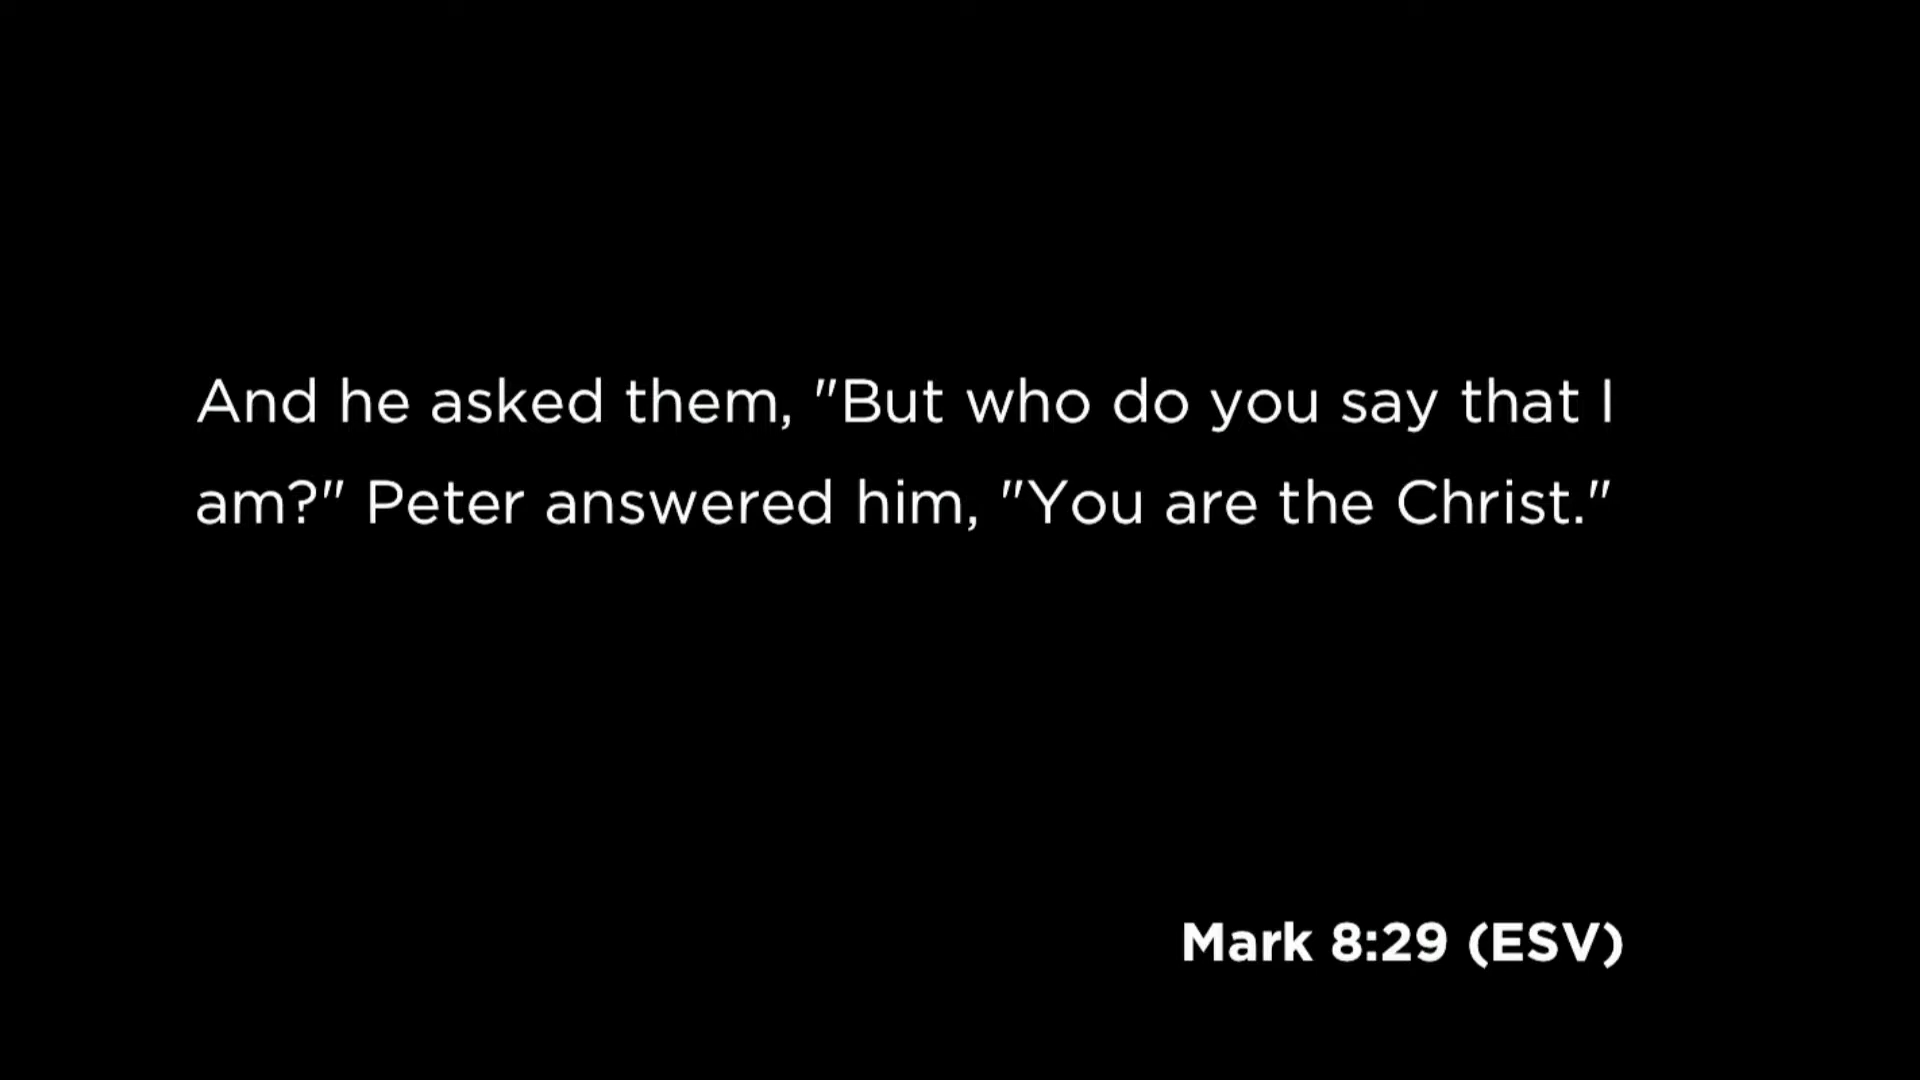 And he asked them, "But who do you say that I
am?" Peter answered him, "You are the Christ."
Mark 8:29 (ESV)